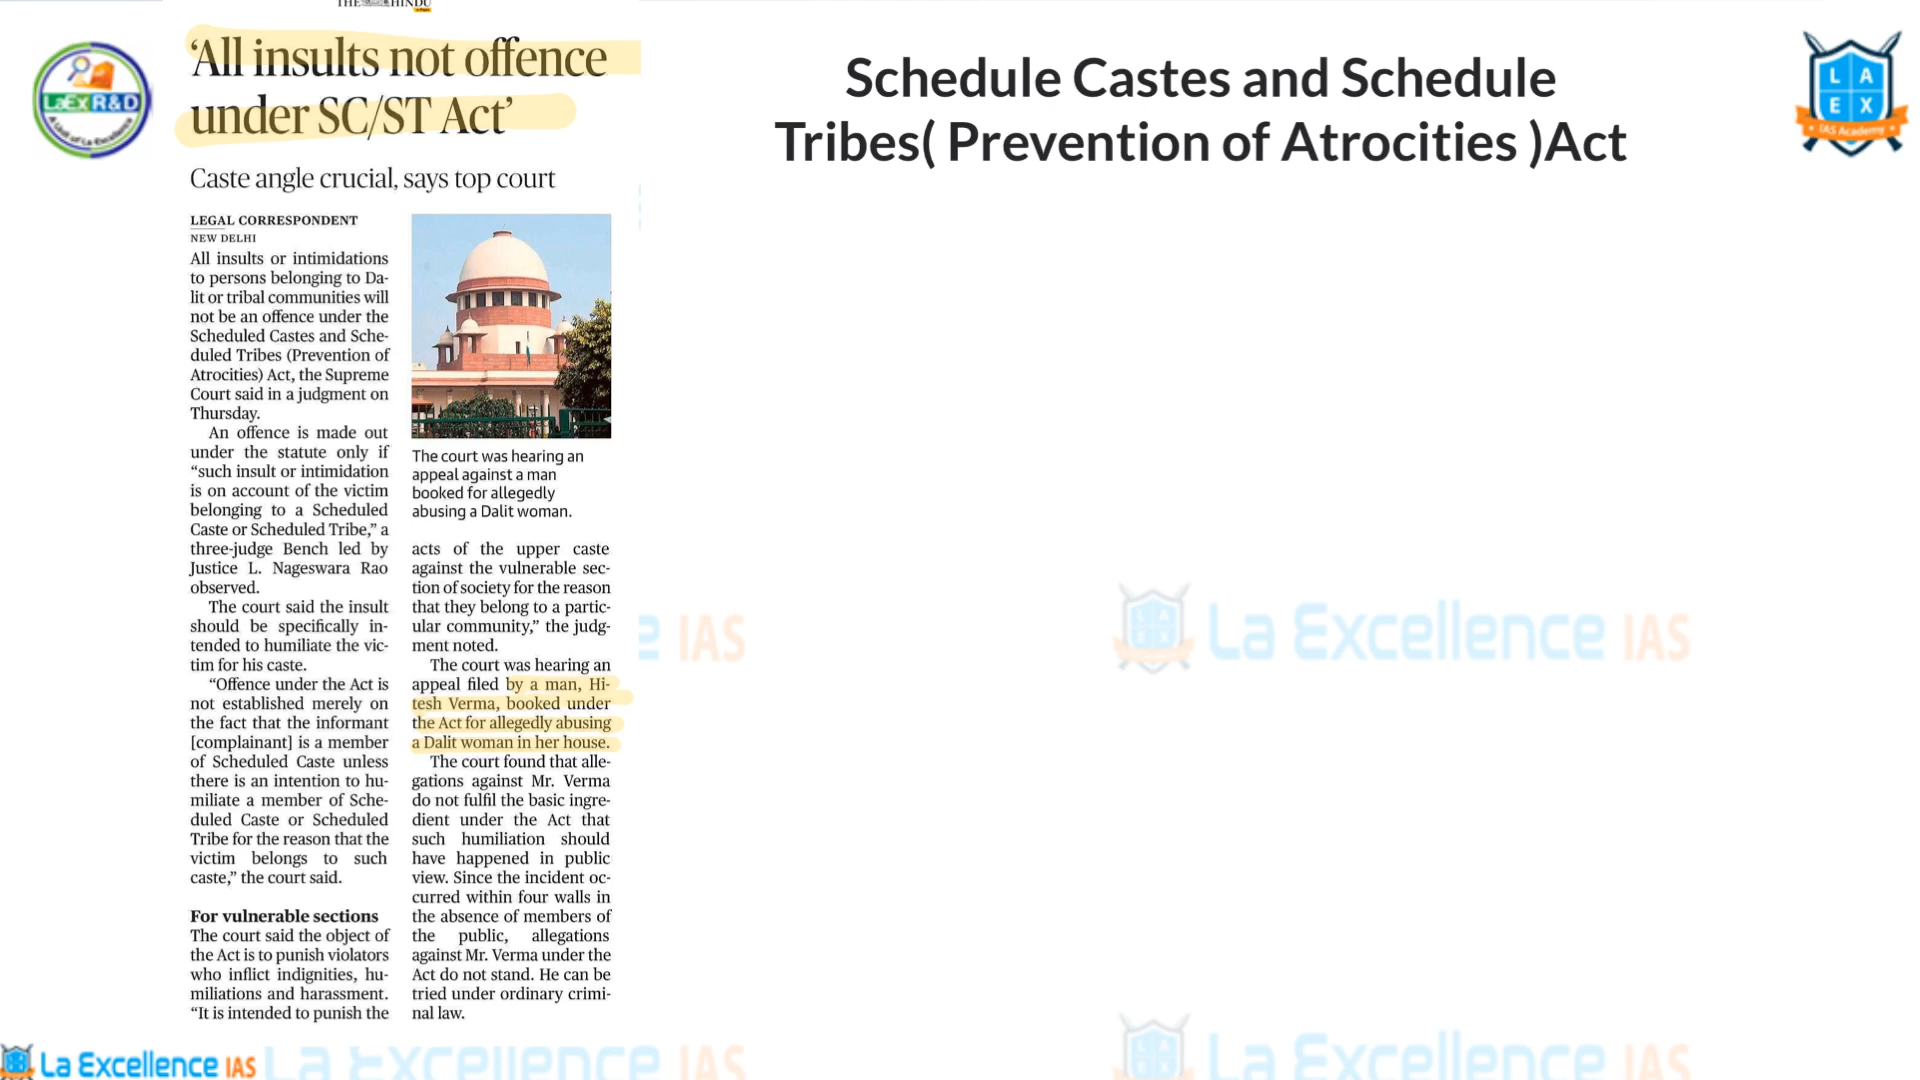 THE HINDU
‘All insults not offence
under SC/ST Act’
Caste angle crucial, says top court
LEGAL CORRESPONDENT
NEW DELHI
All insults or intimidations
to persons belonging to Da-
lit or tribal communities will
not be an offence under the
Scheduled Castes and Sche-
duled Tribes (Prevention of
Atrocities) Act, the Supreme
Court said in a judgment on
Thursday.
An offence is made out
under the statute only if
“such insult or intimidation
is on account of the victim
belonging to a Scheduled
Caste or Scheduled Tribe,” a
three-judge Bench led by
Justice L. Nageswara Rao
observed.
The court said the insult
should be specifically in-
tended to humiliate the vic-
tim for his caste.
“Offence under the Act is
not established merely on
the fact that the informant
[complainant] is a member
of Scheduled Caste unless
there is an intention to hu-
miliate a member of Sche-
duled Caste or Scheduled
Tribe for the reason that the
victim belongs to such
caste,” the court said.
For vulnerable sections
The court said the object of
the Act is to punish violators
who inflict indignities, hu-
miliations and harassment.
“It is intended to punish the
The court was hearing an
appeal against a man
booked for allegedly
abusing a Dalit woman.
acts of the upper caste
against the vulnerable sec-
tion of society for the reason
that they belong to a partic-
ular community,” the judg-
ment noted.
The court was hearing an
appeal filed by a man, Hi-
tesh Verma, booked under
the Act for allegedly abusing
a Dalit woman in her house.
The court found that alle-
gations against Mr. Verma
do not fulfil the basic ingre-
dient under the Act that
such humiliation should
have happened in public
view. Since the incident oc-
curred within four walls in
the absence of members of
the public, allegations
against Mr. Verma under the
Act do not stand. He can be
tried under ordinary crimi-
nal law.
Schedule Castes and Schedule
Tribes( Prevention of Atrocities )Act
LaEx R&D
A Unit of La Excellence
L A
E X
IAS Academy
e IAS
La Excellence IAS
La Excellence IAS
La Excellence IAS
La Excellence IAS